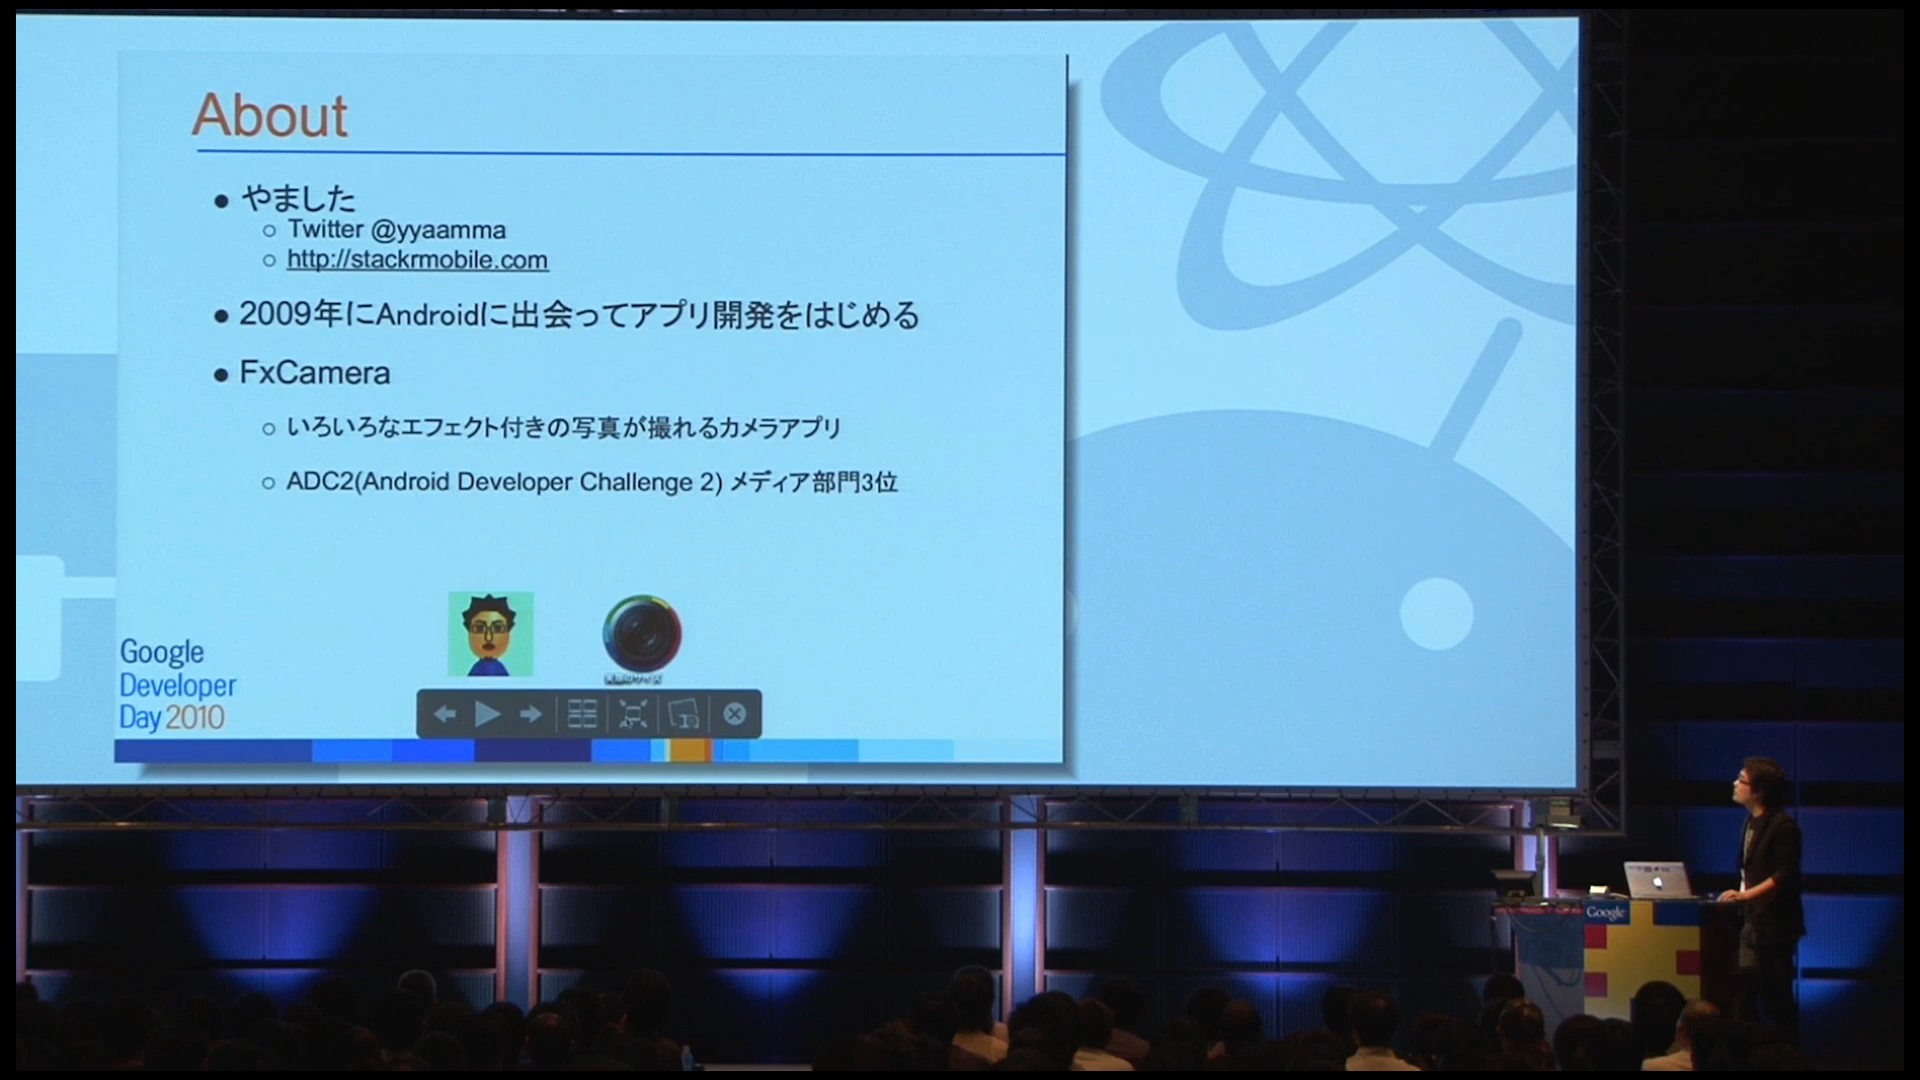 About
● やました
○ Twitter @yyaamma
○ http://stackrmobile.com
● 2009年にAndroidに出会ってアプリ開発をはじめる
● FxCamera
○ いろいろなエフェクト付きの写真が撮れるカメラアプリ
○ ADC2(Android Developer Challenge 2) メディア部門3位
Google
Developer
Day 2010
Google